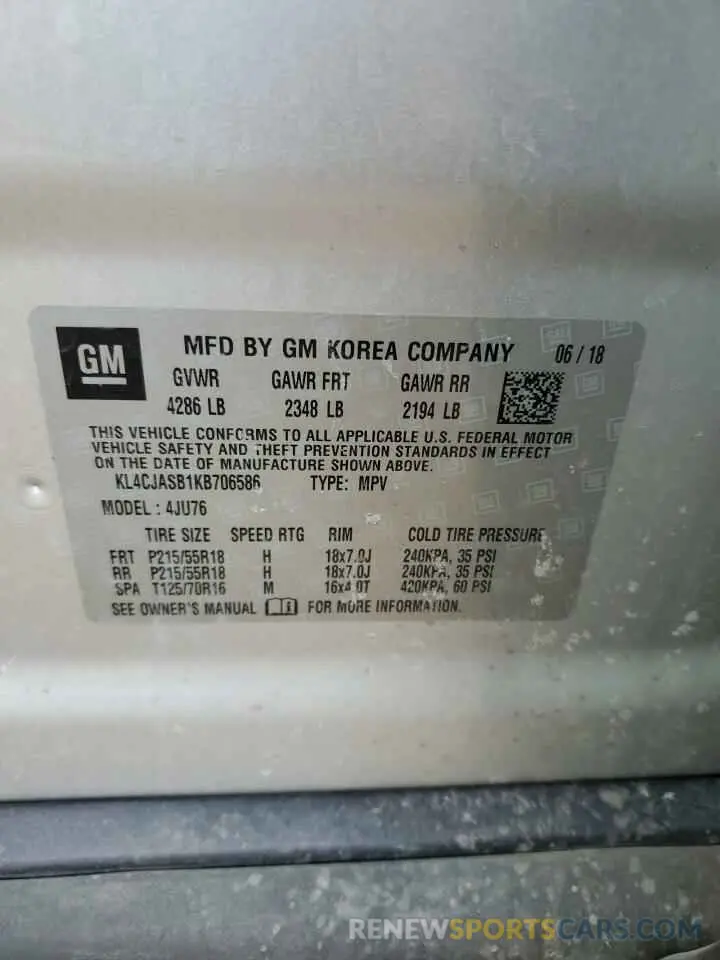 GM
MFD BY GM KOREA COMPANY 06 / 18
GVWR GAWR FRT GAWR RR
4286 LB 2348 LB 2194 LB
THIS VEHICLE CONFORMS TO ALL APPLICABLE U.S. FEDERAL MOTOR
VEHICLE SAFETY AND THEFT PREVENTION STANDARDS IN EFFECT
ON THE DATE OF MANUFACTURE SHOWN ABOVE.
KL4CJASB1KB706586 TYPE: MPV
MODEL : 4JU76
TIRE SIZE SPEED RTG RIM COLD TIRE PRESSURE
FRT P215/55R18 H 18x7.0J 240KPA, 35 PSI
RR P215/55R18 H 18x7.0J 240KPA, 35 PSI
SPA T125/70R16 M 16x4.0T 420KPA, 60 PSI
SEE OWNER'S MANUAL FOR MORE INFORMATION.
RENEWSPORTSCARS.COM